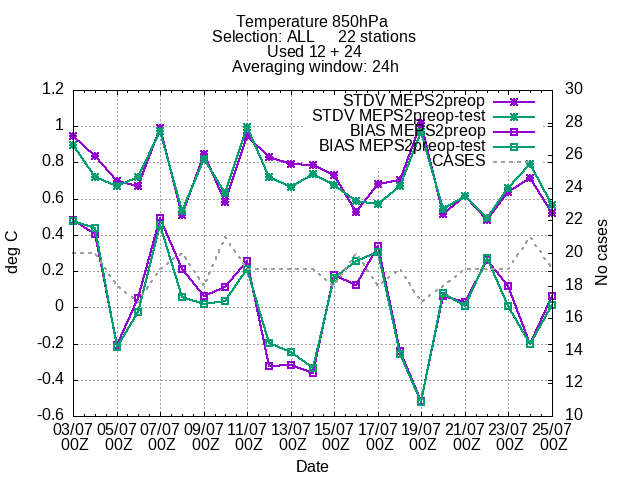 Temperature 850hPa
Selection: ALL 22 stations
Used 12 + 24
Averaging window: 24h
1.2
1
0.8
0.6
0.4
0.2
0
-0.2
-0.4
-0.6
deg C
STDV MEPS2preop
STDV MEPS2preop-test
BIAS MEPS2preop
BIAS MEPS2preop-test
CASES
30
28
26
24
22
20
18
16
14
12
10
No cases
03/07 05/07 07/07 09/07 11/07 13/07 15/07 17/07 19/07 21/07 23/07 25/07
00Z 00Z 00Z 00Z 00Z 00Z 00Z 00Z 00Z 00Z 00Z 00Z
Date